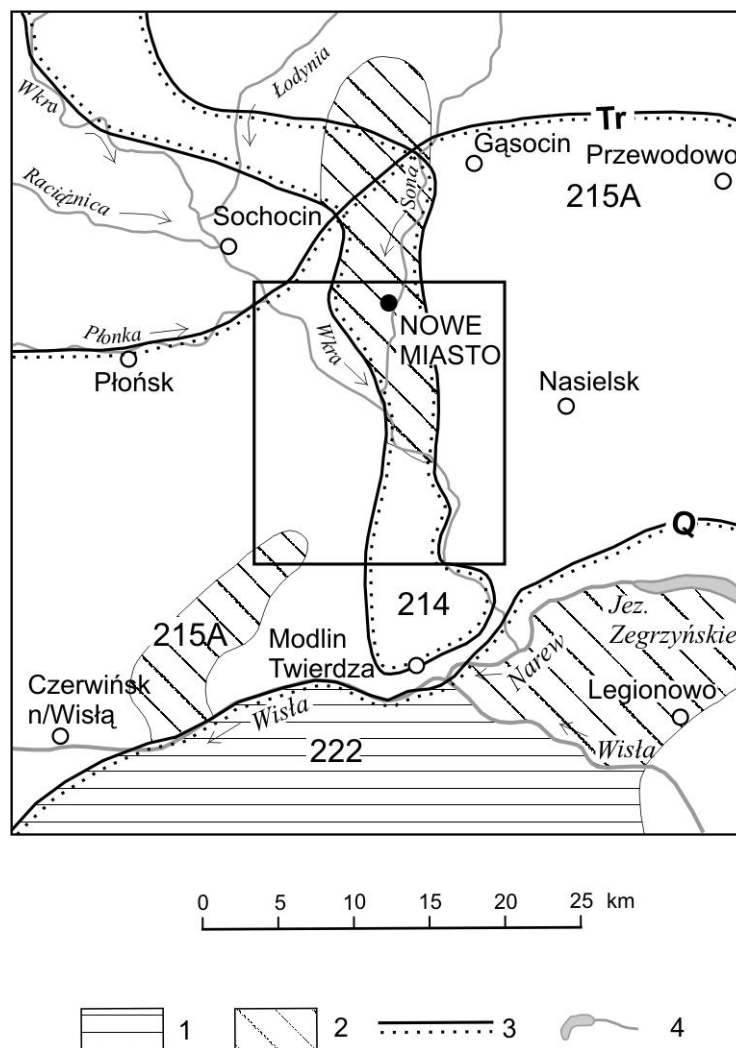 Łodynia
Wkra
Tr
Gąsocin
Przewodowo
Raciążnica
Sona
215A
Sochocin
Płonka
Wkra
NOWE
MIASTO
Płońsk
Nasielsk
Q
214
215A
Jez.
Zegrzyńskie
Modlin
Twierdza
Narew
Czerwińsk
n/Wisłą
Wisła
Legionowo
222
Wisła
0 5 10 15 20 25 km
1 2 3 4